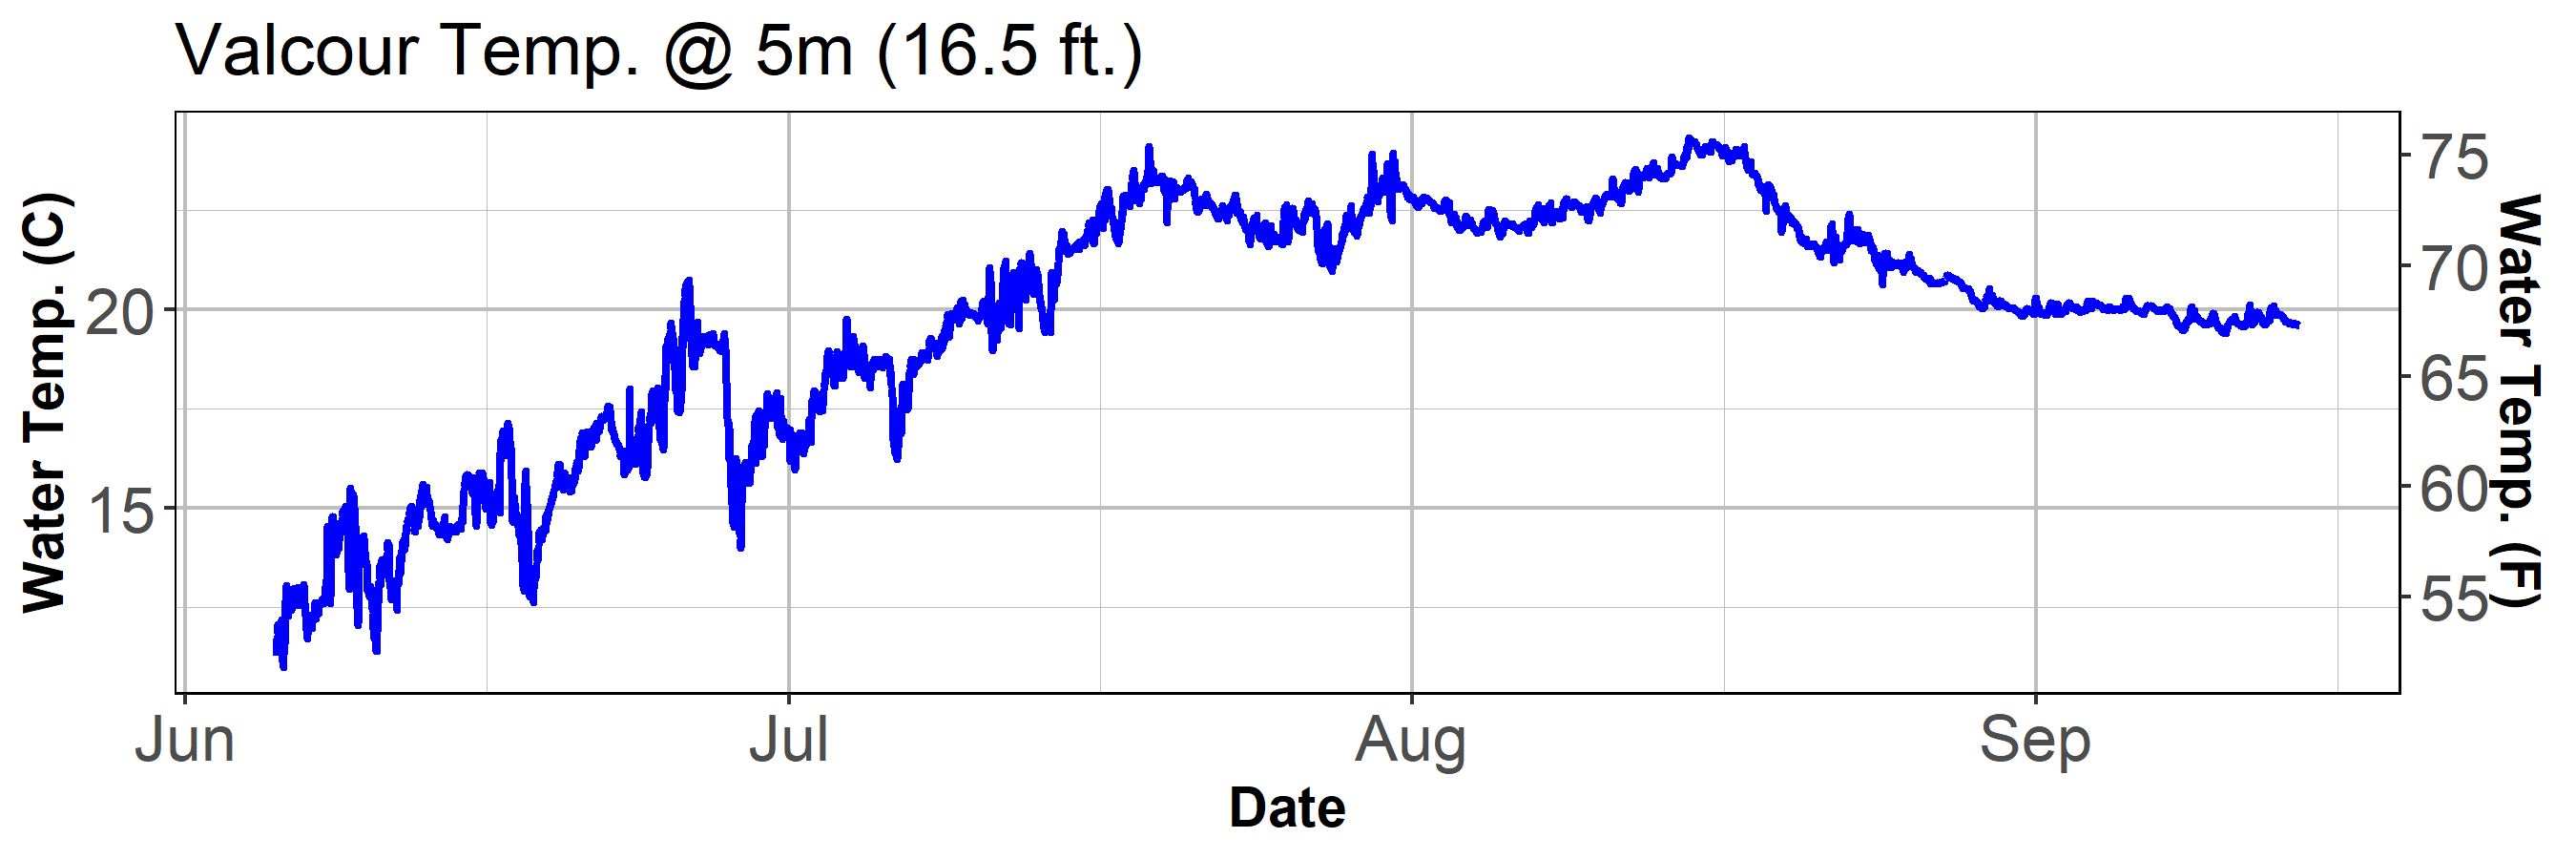 Valcour Temp. @ 5m (16.5 ft.)
Water Temp. (C)
20
15
75
70
65
60
55
Water Temp. (F)
Jun Jul Aug Sep
Date